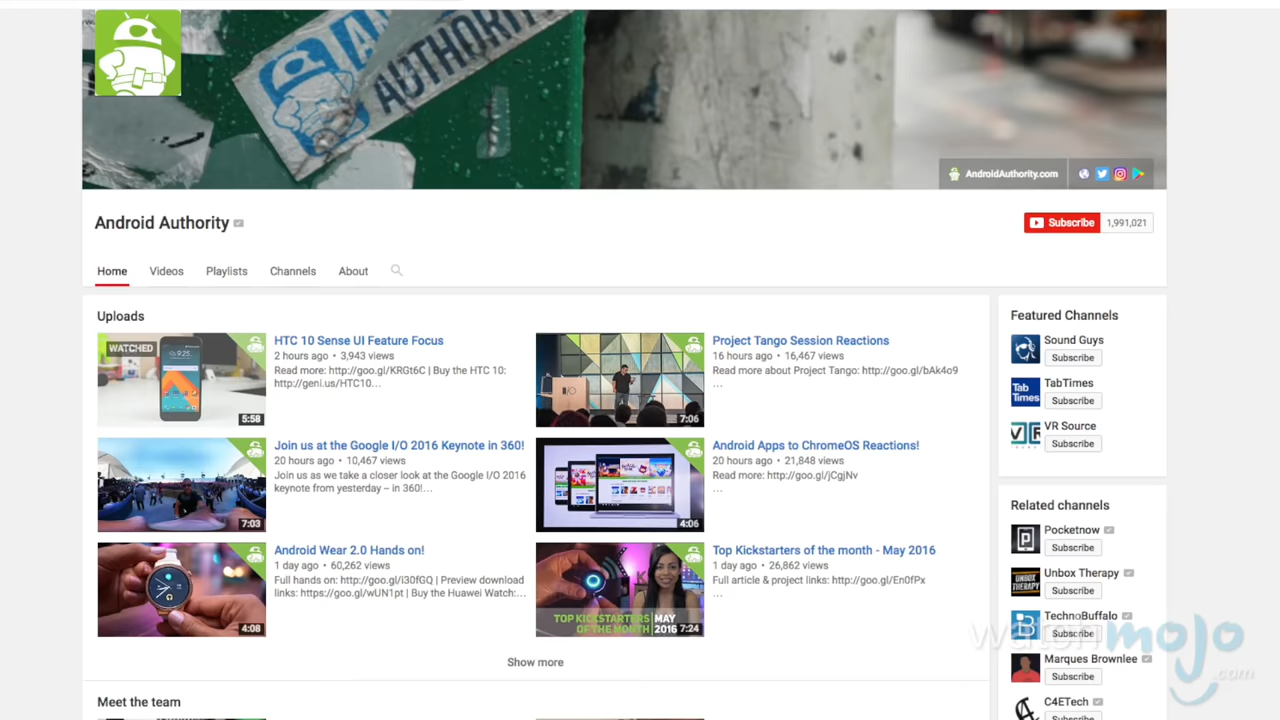 AUTHORITY
AndroidAuthority.com
Android Authority
Subscribe 1,991,021
Home Videos Playlists Channels About
Uploads
WATCHED
5:58
HTC 10 Sense UI Feature Focus
2 hours ago • 3,943 views
Read more: http://goo.gl/KRGt6C | Buy the HTC 10:
http://geni.us/HTC10...
7:06
Project Tango Session Reactions
16 hours ago • 16,467 views
Read more about Project Tango: http://goo.gl/bAk4o9
...
7:03
Join us at the Google I/O 2016 Keynote in 360!
20 hours ago • 10,467 views
Join us as we take a closer look at the Google I/O 2016
keynote from yesterday – in 360!...
4:06
Android Apps to ChromeOS Reactions!
20 hours ago • 21,848 views
Read more: http://goo.gl/jCgjNv
...
4:08
Android Wear 2.0 Hands on!
1 day ago • 60,262 views
Full hands on: http://goo.gl/i30fGQ | Preview download
links: https://goo.gl/wUN1pt | Buy the Huawei Watch:...
TOP KICKSTARTERS
OF THE MONTH
MAY
2016
7:24
Top Kickstarters of the month - May 2016
1 day ago • 26,862 views
Full article & project links: http://goo.gl/En0fPx
...
Show more
Meet the team
Featured Channels
Sound Guys
Subscribe
Tab
Times
TabTimes
Subscribe
VR Source
Subscribe
Related channels
Pocketnow
Subscribe
UNBOX
THERAPY
Unbox Therapy
Subscribe
TechnoBuffalo
Subscribe
Marques Brownlee
Subscribe
C4ETech
Subscribe
watchmojo
.com